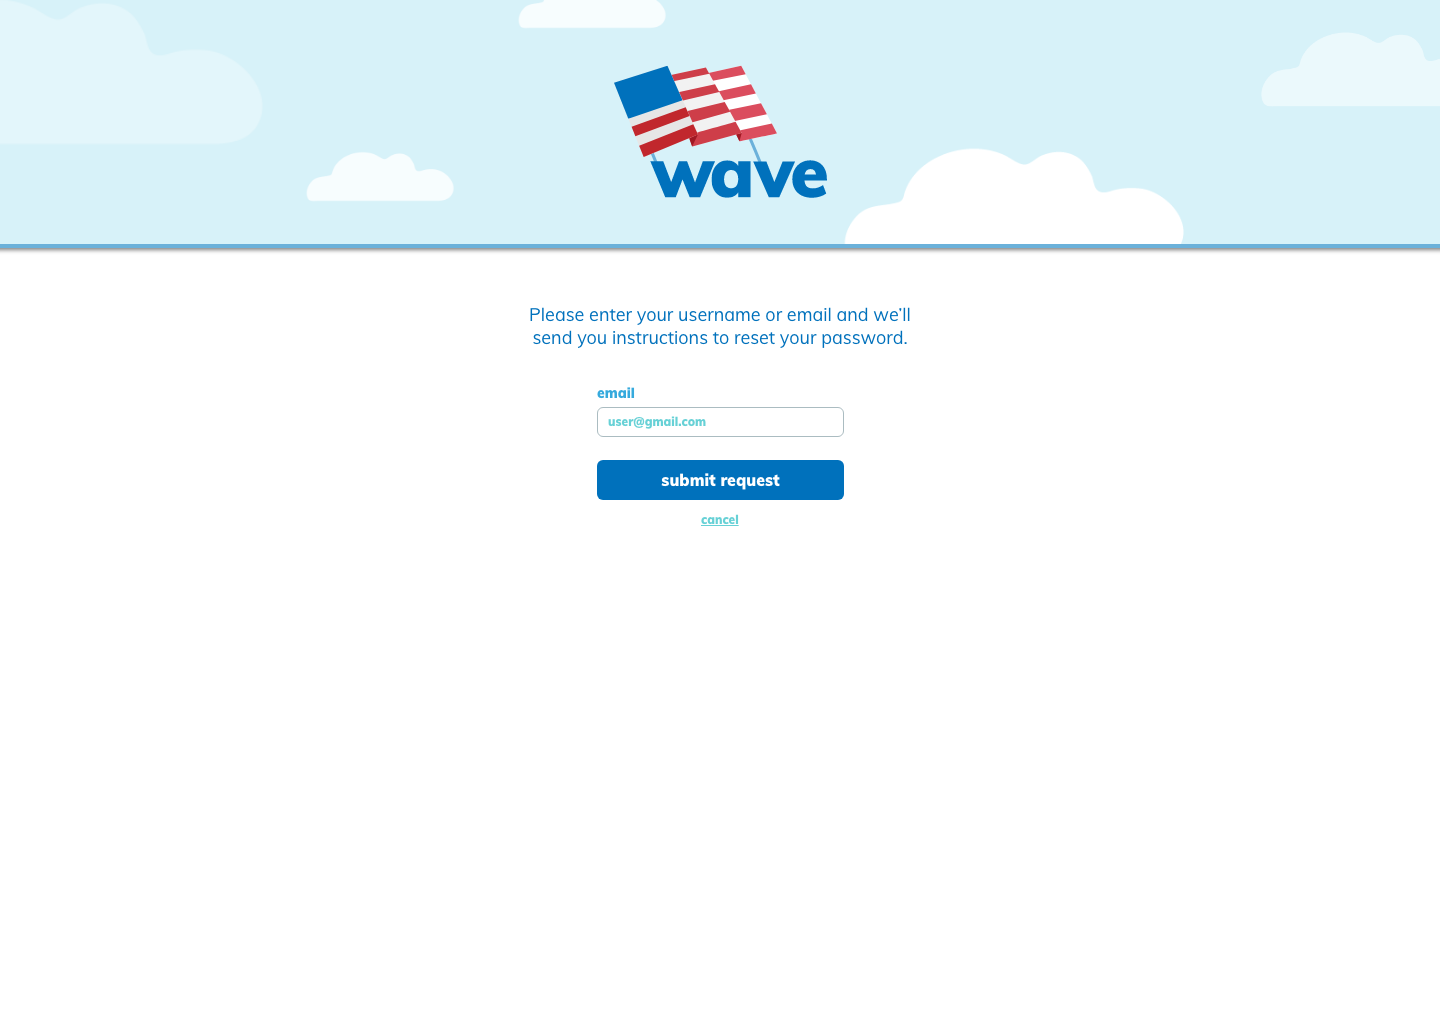 wave
Please enter your username or email and we'll
send you instructions to reset your password.
email
user@gmail.com
submit request
cancel